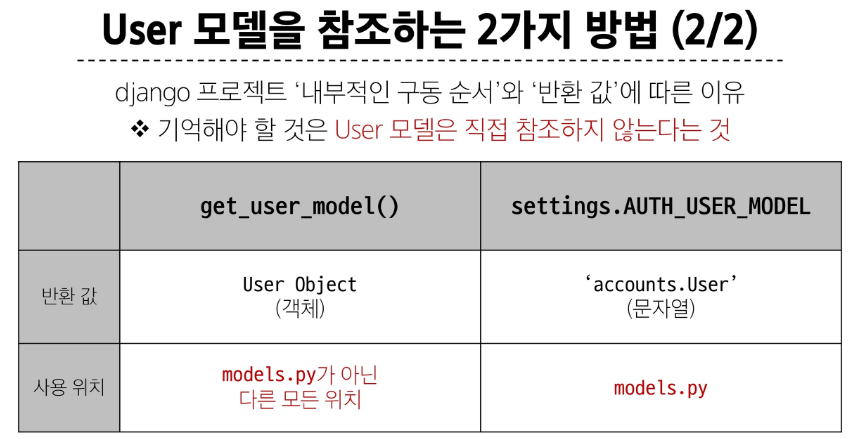 User 모델을 참조하는 2가지 방법 (2/2)
django 프로젝트 ‘내부적인 구동 순서’와 ‘반환 값’에 따른 이유
❖ 기억해야 할 것은 User 모델은 직접 참조하지 않는다는 것
get_user_model()
settings.AUTH_USER_MODEL
반환 값
User Object
(객체)
‘accounts.User’
(문자열)
사용 위치
models.py가 아닌
다른 모든 위치
models.py